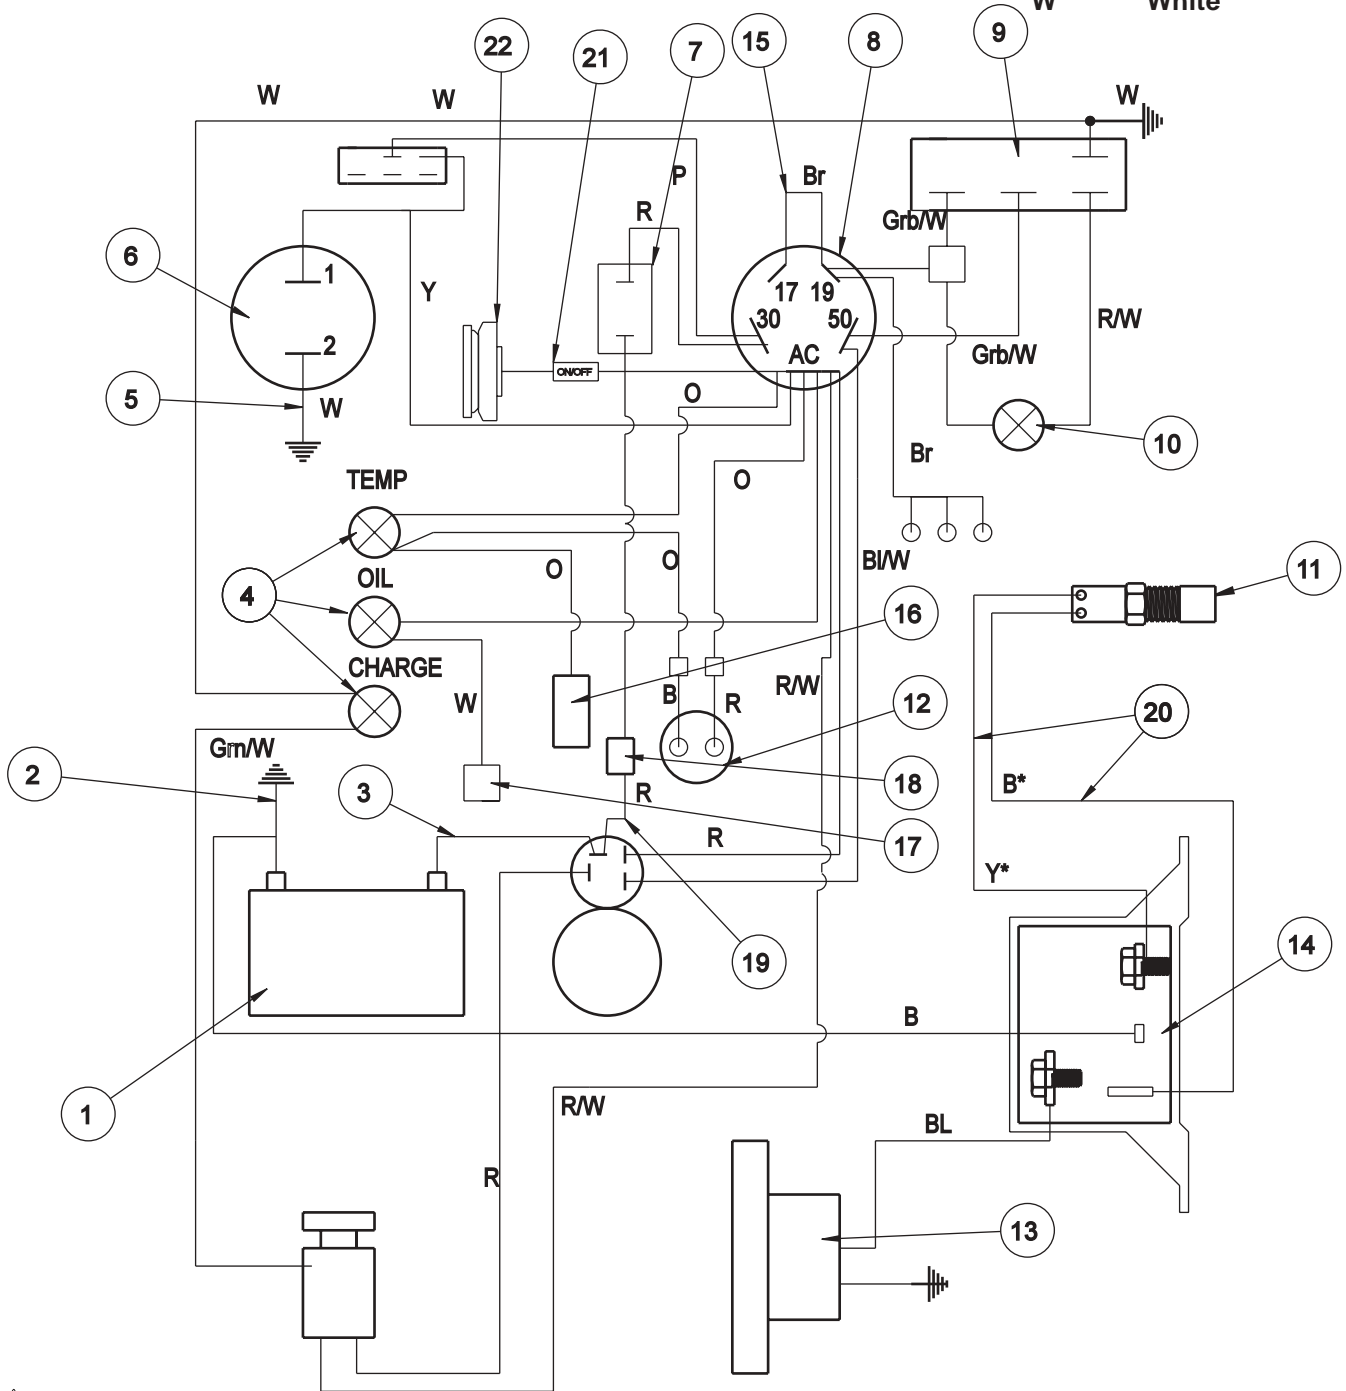 W White
22
21
7
15
8
9
W
W
W
P
Br
R
Grb/W
6
1
17 19
Y
30 50
R/W
2
AC
Grb/W
ON/OFF
5
W
O
10
Br
TEMP
O
O
O
Bl/W
11
4
OIL
16
CHARGE
R/W
W
B
R
12
20
Grn/W
2
3
R
18
B*
R
17
Y*
19
14
B
1
R/W
BL
R
13